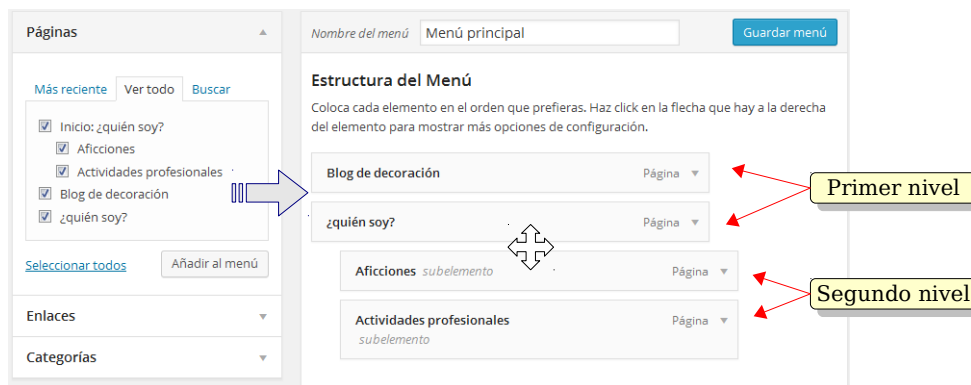 Páginas
Más reciente
Ver todo
Buscar
Inicio: ¿quién soy?
Aficciones
Actividades profesionales
Blog de decoración
¿quién soy?
Seleccionar todos
Añadir al menú
Enlaces
Categorías
Nombre del menú
Menú principal
Guardar menú
Estructura del Menú
Coloca cada elemento en el orden que prefieras. Haz click en la flecha que hay a la derecha
del elemento para mostrar más opciones de configuración.
Blog de decoración
Página
¿quién soy?
Página
Primer nivel
Aficciones subelemento
Página
Actividades profesionales
Página
subelemento
Segundo nivel